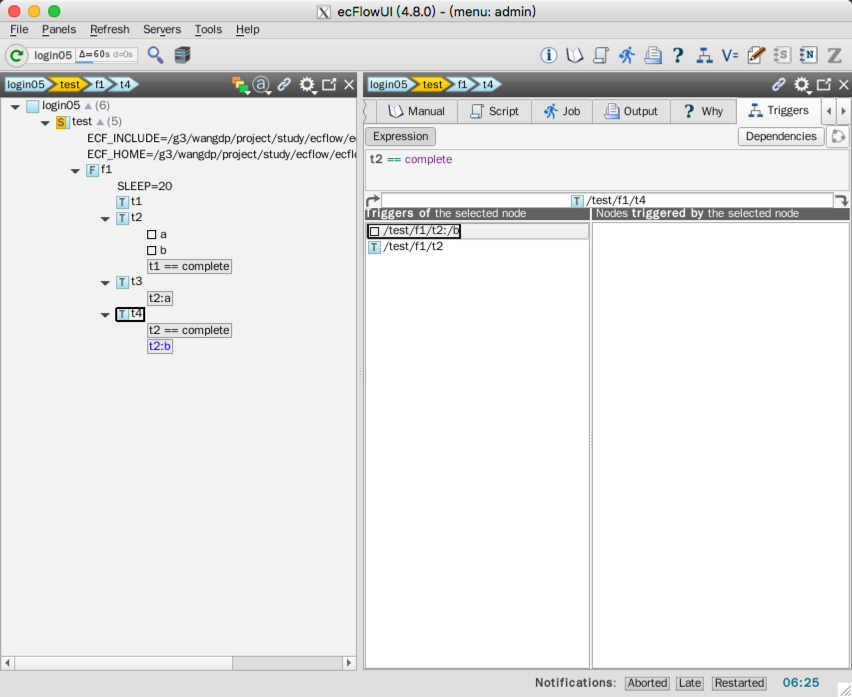 X ecFlowUI (4.8.0) - (menu: admin)
File Panels Refresh Servers Tools Help
login05 Δ=60s d=0s
i ? V= S N Z
login05 test f1 t4
a
login05 (6)
S test (5)
ECF_INCLUDE=/g3/wangdp/project/study/ecflow/e
ECF_HOME=/g3/wangdp/project/study/ecflow/ecfl
F f1
SLEEP=20
T t1
T t2
a
b
t1 == complete
T t3
t2:a
T t4
t2 == complete
t2:b
login05 test f1 t4
Manual Script Job Output ? Why Triggers
Expression Dependencies
t2 == complete
T /test/f1/t4
Triggers of the selected node Nodes triggered by the selected node
/test/f1/t2:/b
T /test/f1/t2
Notifications: Aborted Late Restarted 06:25